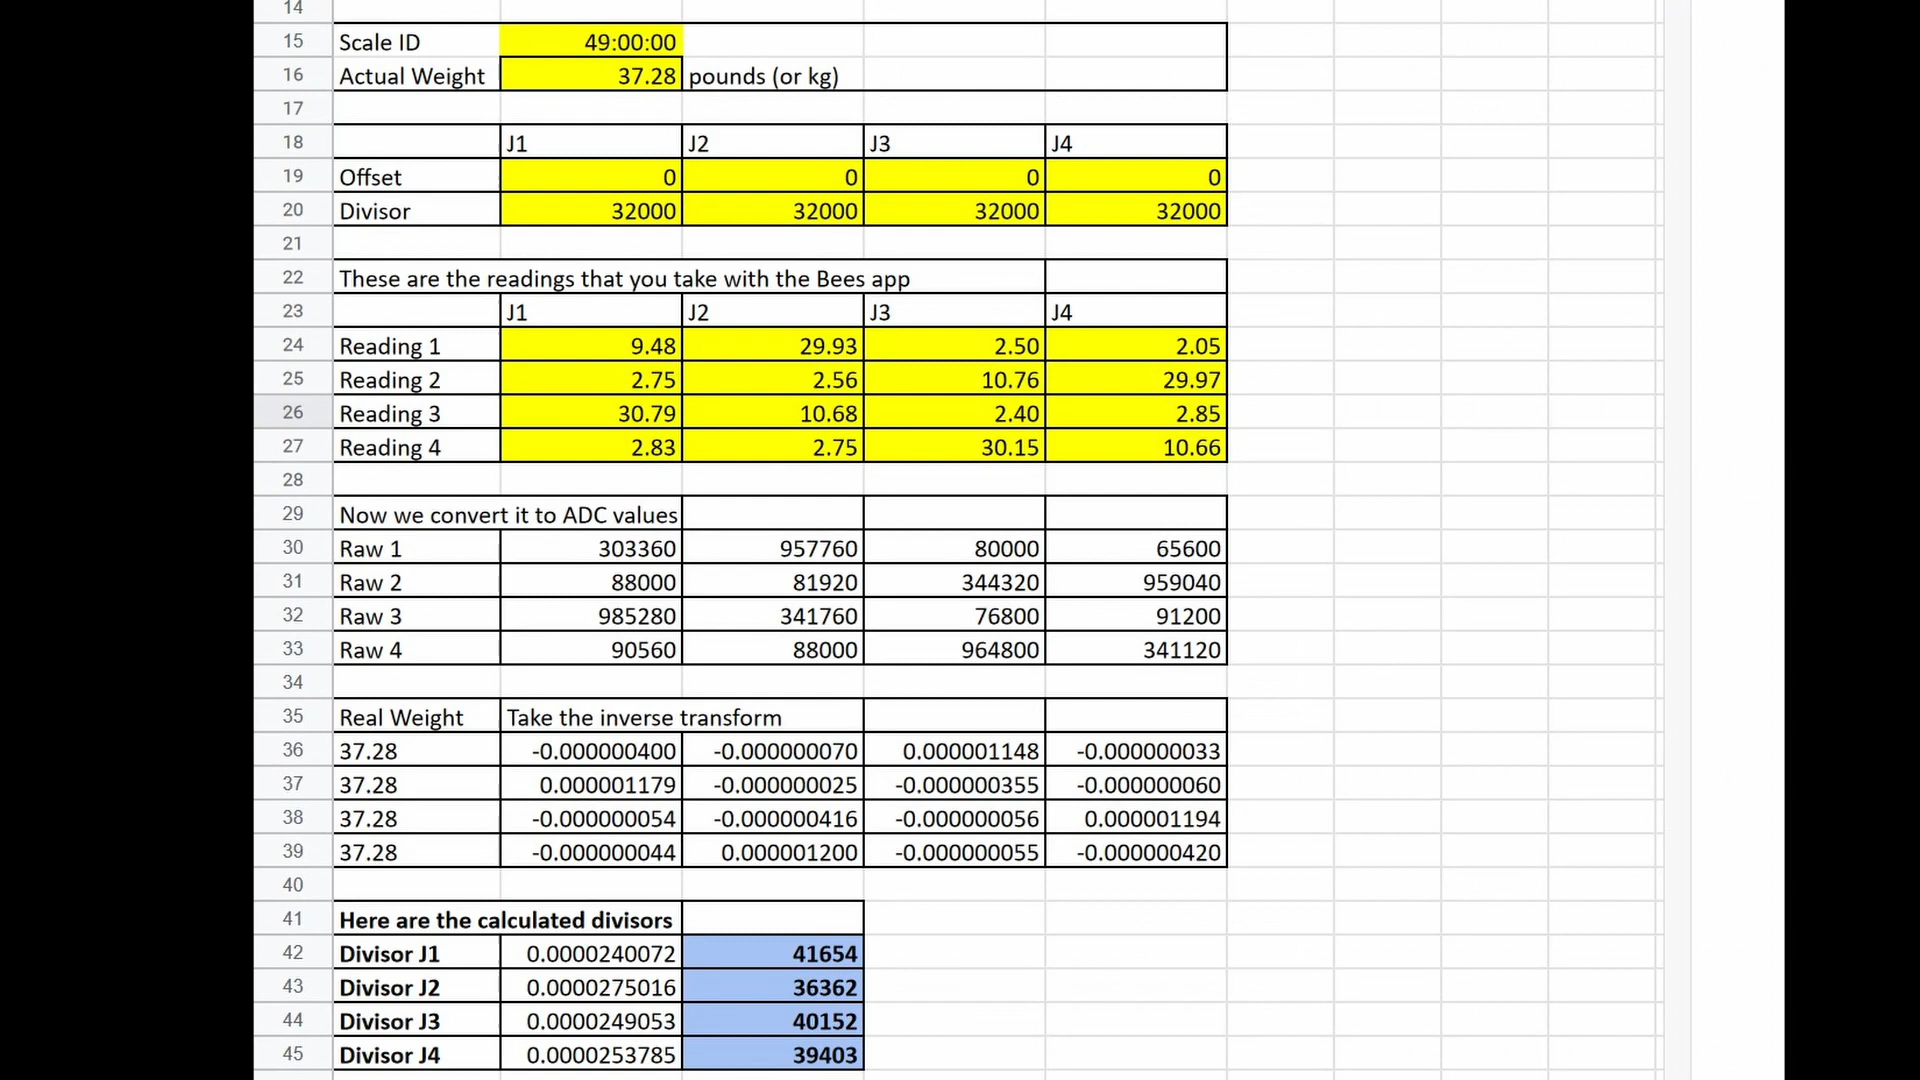 14
15 Scale ID 49:00:00
16 Actual Weight 37.28 pounds (or kg)
17
18 J1 J2 J3 J4
19 Offset 0 0 0 0
20 Divisor 32000 32000 32000 32000
21
22 These are the readings that you take with the Bees app
23 J1 J2 J3 J4
24 Reading 1 9.48 29.93 2.50 2.05
25 Reading 2 2.75 2.56 10.76 29.97
26 Reading 3 30.79 10.68 2.40 2.85
27 Reading 4 2.83 2.75 30.15 10.66
28
29 Now we convert it to ADC values
30 Raw 1 303360 957760 80000 65600
31 Raw 2 88000 81920 344320 959040
32 Raw 3 985280 341760 76800 91200
33 Raw 4 90560 88000 964800 341120
34
35 Real Weight Take the inverse transform
36 37.28 -0.000000400 -0.000000070 0.000001148 -0.000000033
37 37.28 0.000001179 -0.000000025 -0.000000355 -0.000000060
38 37.28 -0.000000054 -0.000000416 -0.000000056 0.000001194
39 37.28 -0.000000044 0.000001200 -0.000000055 -0.000000420
40
41 Here are the calculated divisors
42 Divisor J1 0.0000240072 41654
43 Divisor J2 0.0000275016 36362
44 Divisor J3 0.0000249053 40152
45 Divisor J4 0.0000253785 39403